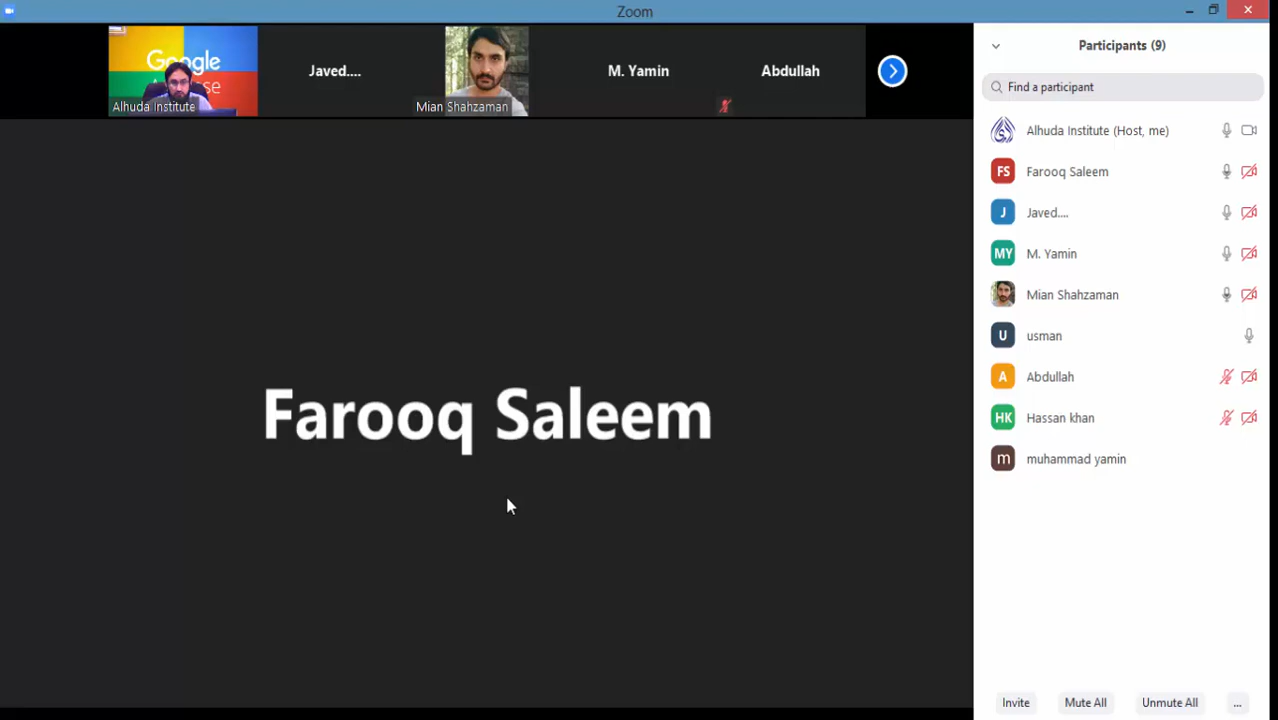 Zoom
Google
Alhuda Institute
Javed....
Mian Shahzaman
M. Yamin
Abdullah
Farooq Saleem
Participants (9)
Find a participant
Alhuda Institute (Host, me)
FS Farooq Saleem
J Javed....
MY M. Yamin
Mian Shahzaman
U usman
A Abdullah
HK Hassan khan
m muhammad yamin
Invite Mute All Unmute All ...